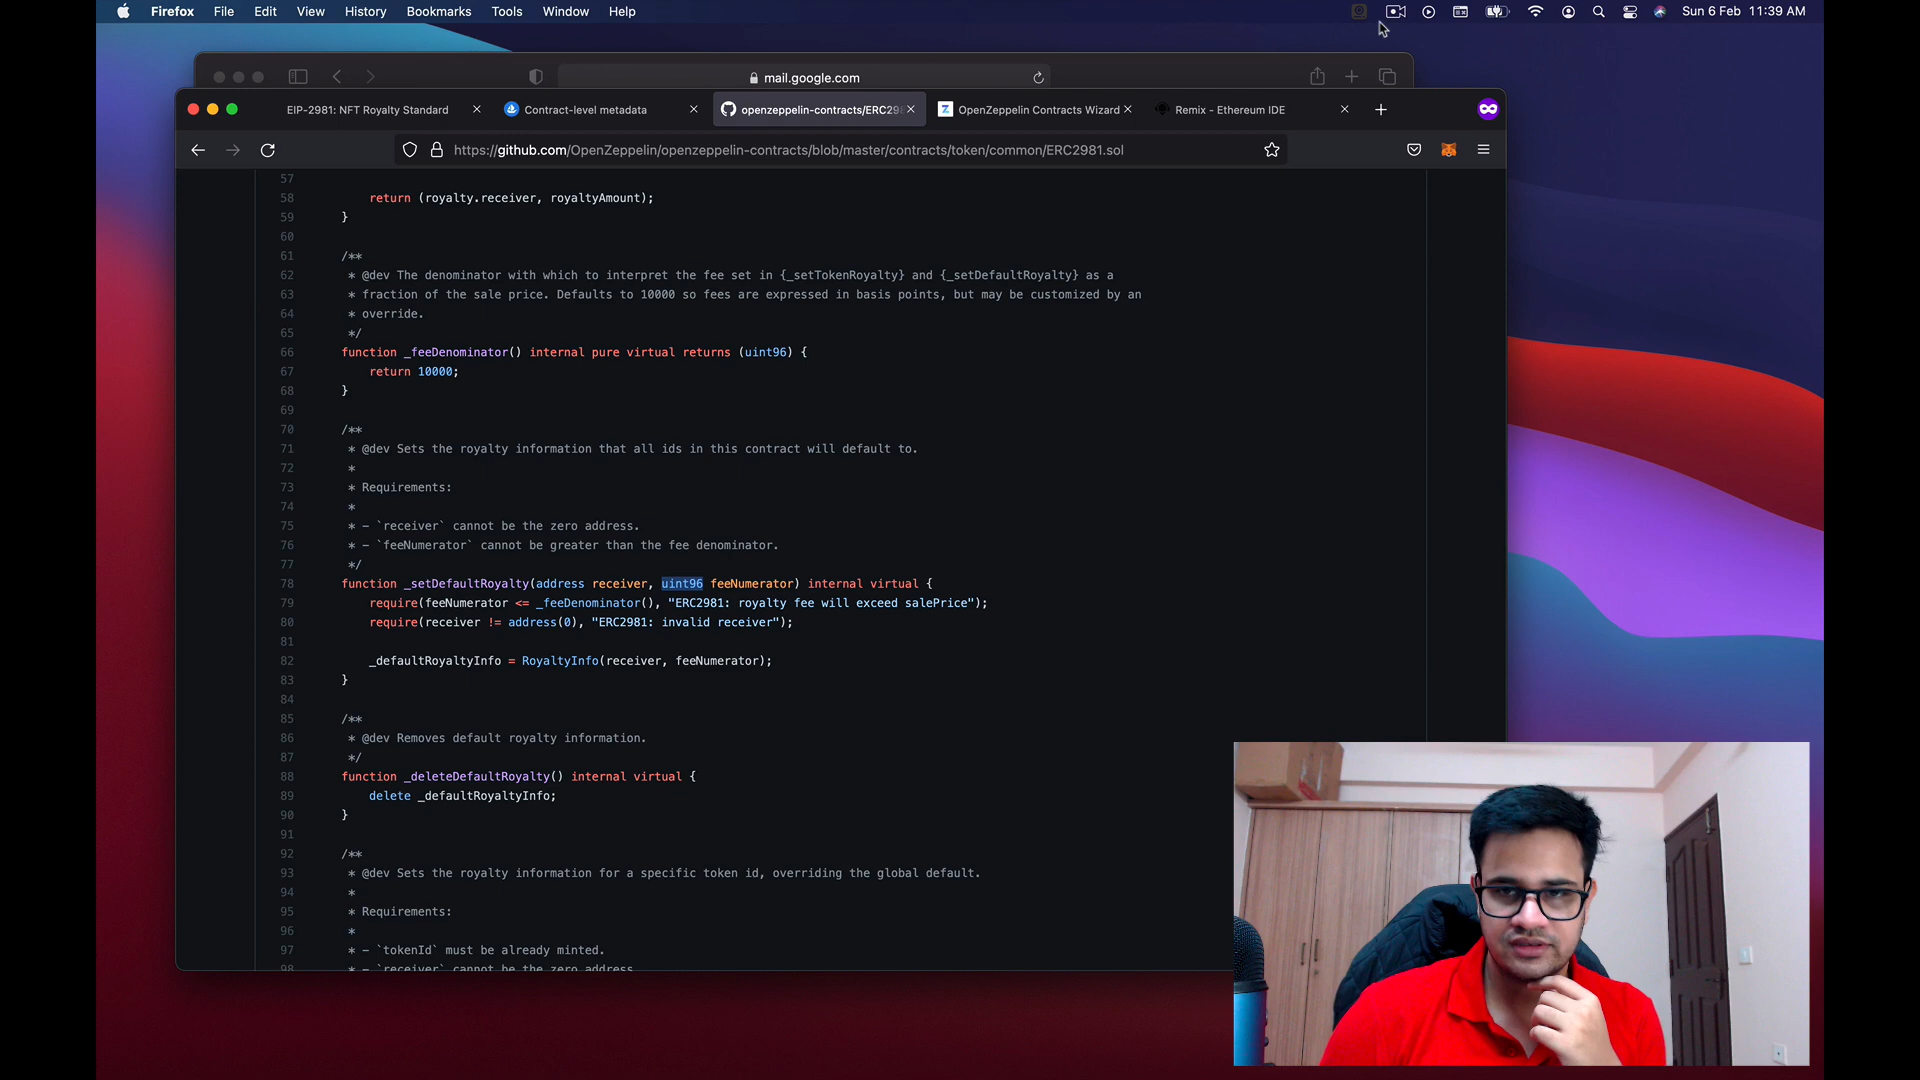 Firefox File Edit View History Bookmarks Tools Window Help Sun 6 Feb 11:39 AM
mail.google.com
EIP-2981: NFT Royalty Standard Contract-level metadata openzeppelin-contracts/ERC298 OpenZeppelin Contracts Wizard Remix - Ethereum IDE
https://github.com/OpenZeppelin/openzeppelin-contracts/blob/master/contracts/token/common/ERC2981.sol
57
58 return (royalty.receiver, royaltyAmount);
59 }
60
61 /**
62 * @dev The denominator with which to interpret the fee set in {_setTokenRoyalty} and {_setDefaultRoyalty} as a
63 * fraction of the sale price. Defaults to 10000 so fees are expressed in basis points, but may be customized by an
64 * override.
65 */
66 function _feeDenominator() internal pure virtual returns (uint96) {
67 return 10000;
68 }
69
70 /**
71 * @dev Sets the royalty information that all ids in this contract will default to.
72 *
73 * Requirements:
74 *
75 * - `receiver` cannot be the zero address.
76 * - `feeNumerator` cannot be greater than the fee denominator.
77 */
78 function _setDefaultRoyalty(address receiver, uint96 feeNumerator) internal virtual {
79 require(feeNumerator <= _feeDenominator(), "ERC2981: royalty fee will exceed salePrice");
80 require(receiver != address(0), "ERC2981: invalid receiver");
81
82 _defaultRoyaltyInfo = RoyaltyInfo(receiver, feeNumerator);
83 }
84
85 /**
86 * @dev Removes default royalty information.
87 */
88 function _deleteDefaultRoyalty() internal virtual {
89 delete _defaultRoyaltyInfo;
90 }
91
92 /**
93 * @dev Sets the royalty information for a specific token id, overriding the global default.
94 *
95 * Requirements:
96 *
97 * - `tokenId` must be already minted.
98 * - `receiver` cannot be the zero address.